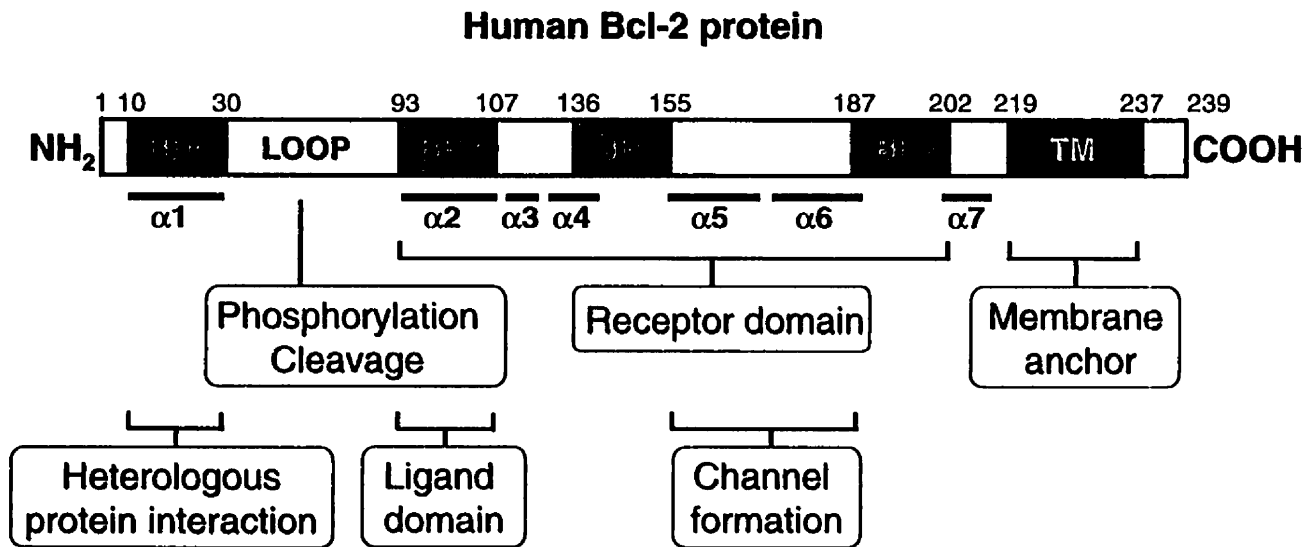 Human Bcl-2 protein
1 10 30 93 107 136 155 187 202 219 237 239
NH2 LOOP TM COOH
α1 α2 α3 α4 α5 α6 α7
Phosphorylation
Cleavage
Receptor domain
Membrane
anchor
Heterologous
protein interaction
Ligand
domain
Channel
formation